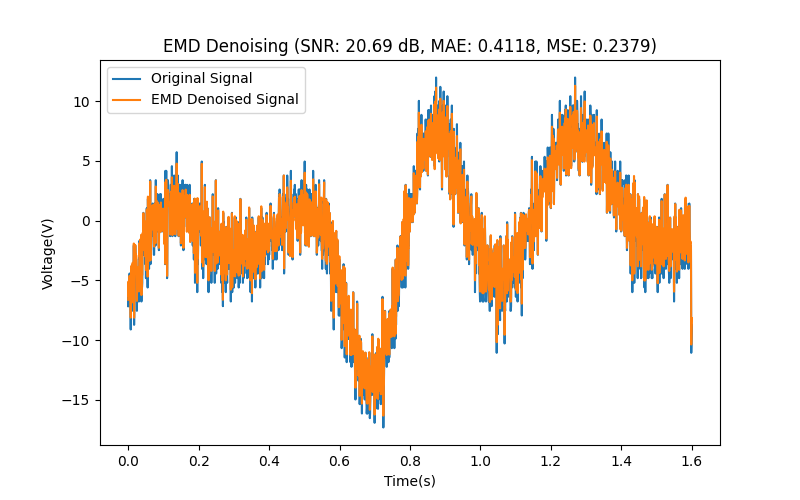 EMD Denoising (SNR: 20.69 dB, MAE: 0.4118, MSE: 0.2379)
Original Signal
EMD Denoised Signal
10
5
0
−5
−10
−15
Voltage(V)
0.0 0.2 0.4 0.6 0.8 1.0 1.2 1.4 1.6
Time(s)